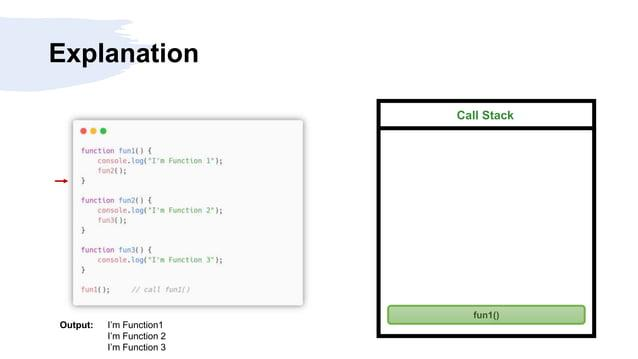 Explanation
Call Stack
function fun1() {
console.log("I'm Function 1");
fun2();
}
function fun2() {
console.log("I'm Function 2");
fun3();
}
function fun3() {
console.log("I'm Function 3");
}
fun1(); // call fun1()
fun1()
Output: I'm Function1
I'm Function 2
I'm Function 3